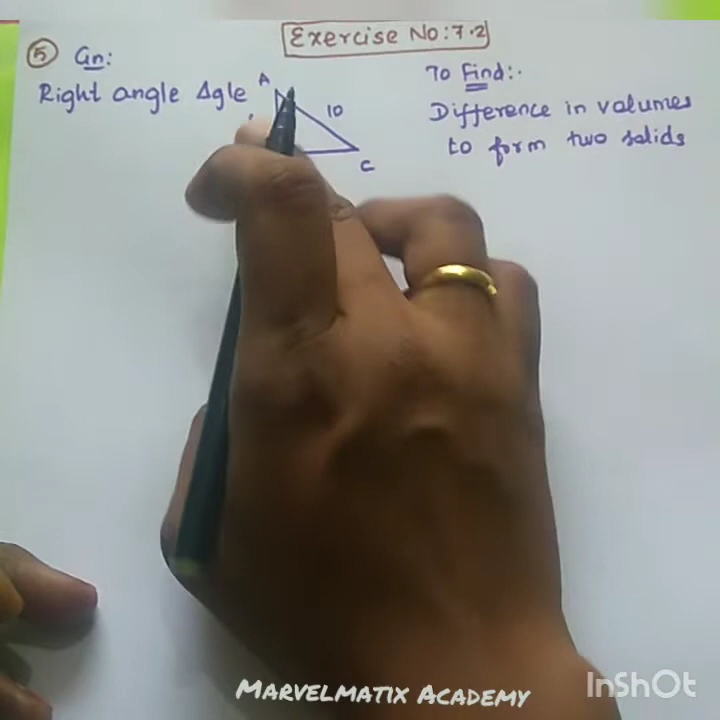 Exercise No: 7.2
5 Gn:
Right angle Δgle
A
10
C
To Find:-
Difference in volumes
to form two solids
MARVELMATIX ACADEMY
InShOt